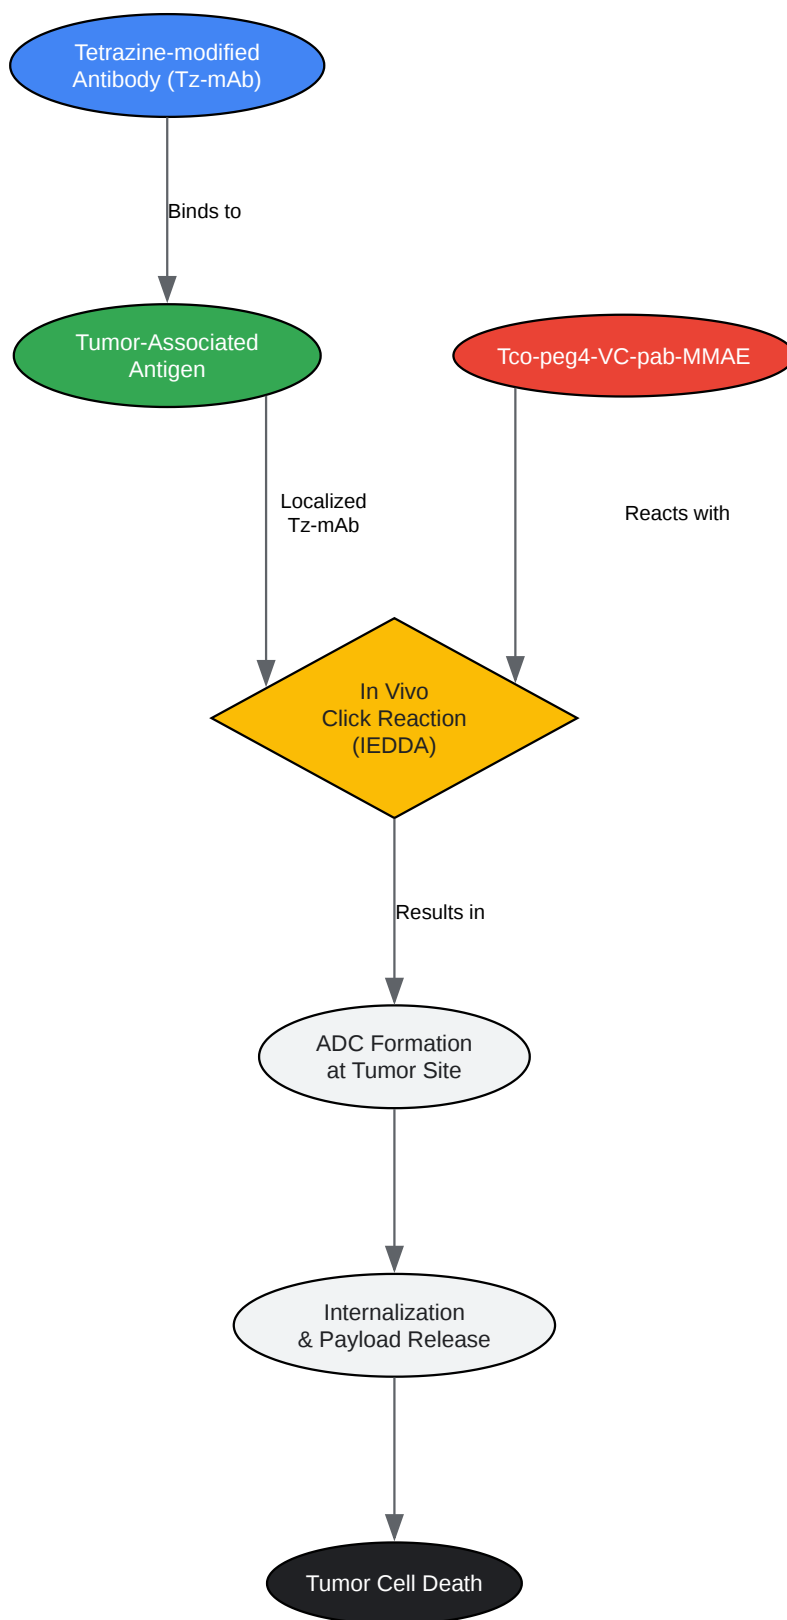 Tetrazine-modified
Antibody (Tz-mAb)
Binds to
Tumor-Associated
Antigen
Tco-peg4-VC-pab-MMAE
Localized
Tz-mAb
Reacts with
In Vivo
Click Reaction
(IEDDA)
Results in
ADC Formation
at Tumor Site
Internalization
& Payload Release
Tumor Cell Death